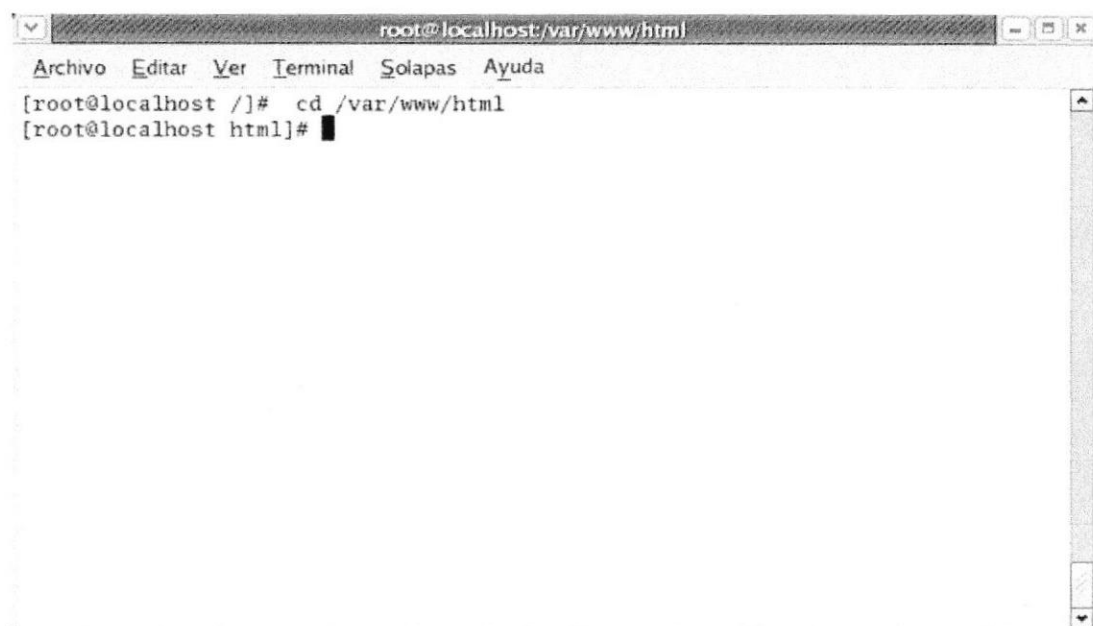 root@localhost:/var/www/html
Archivo Editar Ver Terminal Solapas Ayuda
[root@localhost /]#  cd /var/www/html
[root@localhost html]#